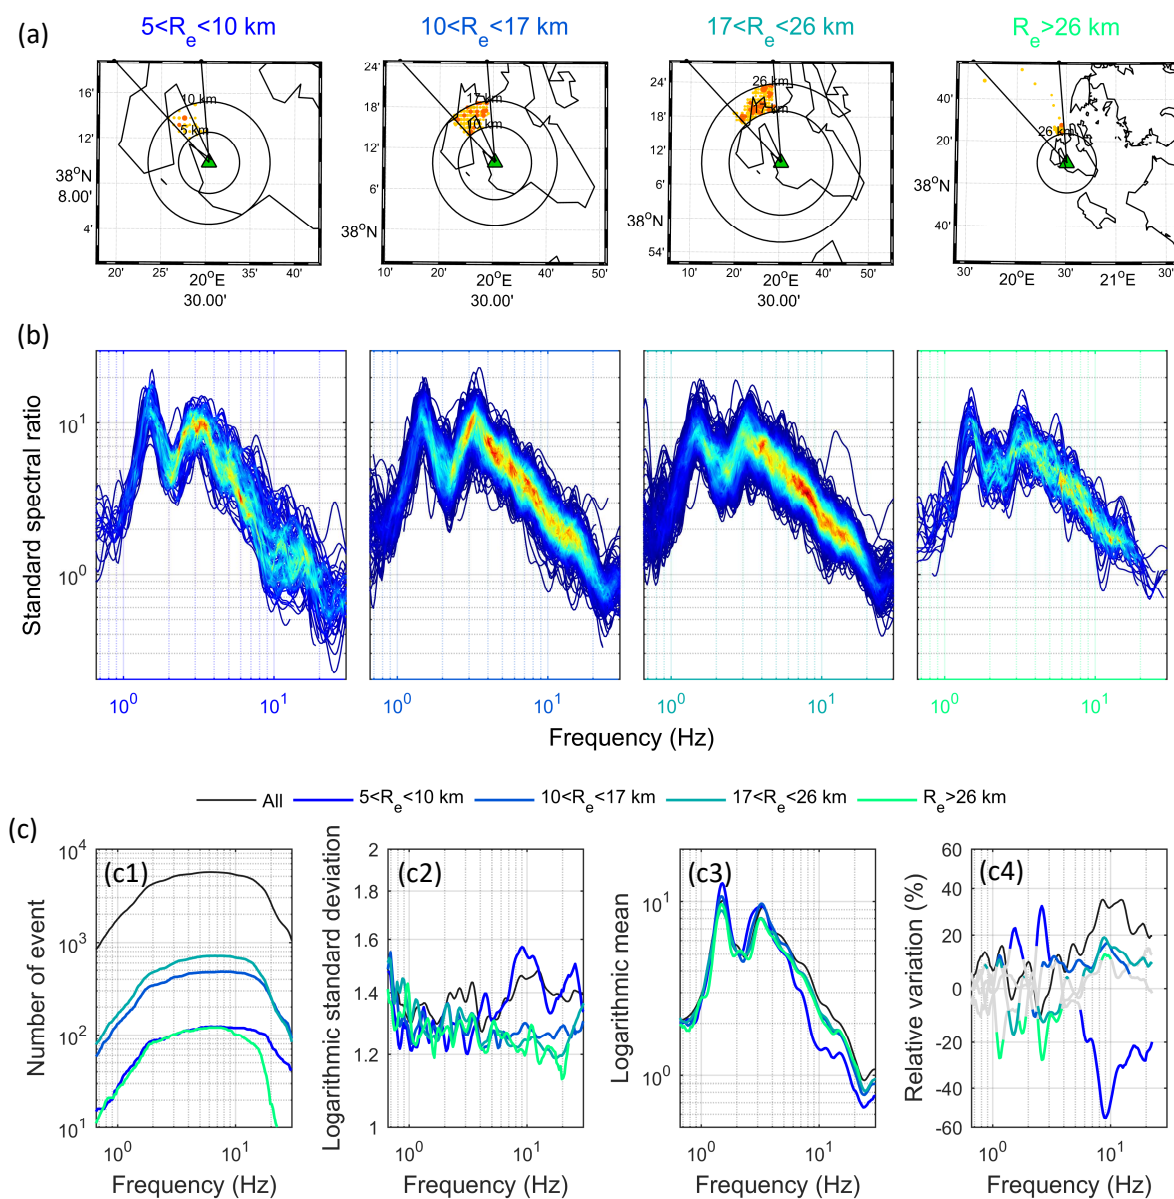 (a)
5<Re<10 km
10<Re<17 km
17<Re<26 km
Re>26 km
16'
12'
38°N
8.00'
4'
10 km
5 km
20'
25'
20°E
30.00'
35'
40'
24'
18'
12'
6'
38°N
17 km
10 km
10'
20'
20°E
30.00'
40'
50'
24'
18'
12'
6'
38°N
54'
26 km
17 km
10'
20'
20°E
30.00'
40'
50'
40'
20'
38°N
40'
26 km
30'
20°E
30'
21°E
30'
(b)
Standard spectral ratio
10^1
10^0
10^0
10^1
10^0
10^1
10^0
10^1
10^0
10^1
Frequency (Hz)
All
5<Re<10 km
10<Re<17 km
17<Re<26 km
Re>26 km
(c)
(c1)
Number of event
10^4
10^3
10^2
10^1
10^0
10^1
Frequency (Hz)
(c2)
Logarithmic standard deviation
2
1.8
1.6
1.4
1.2
1
10^0
10^1
Frequency (Hz)
(c3)
Logarithmic mean
10^1
10^0
10^0
10^1
Frequency (Hz)
(c4)
Relative variation (%)
60
40
20
0
-20
-40
-60
10^0
10^1
Frequency (Hz)